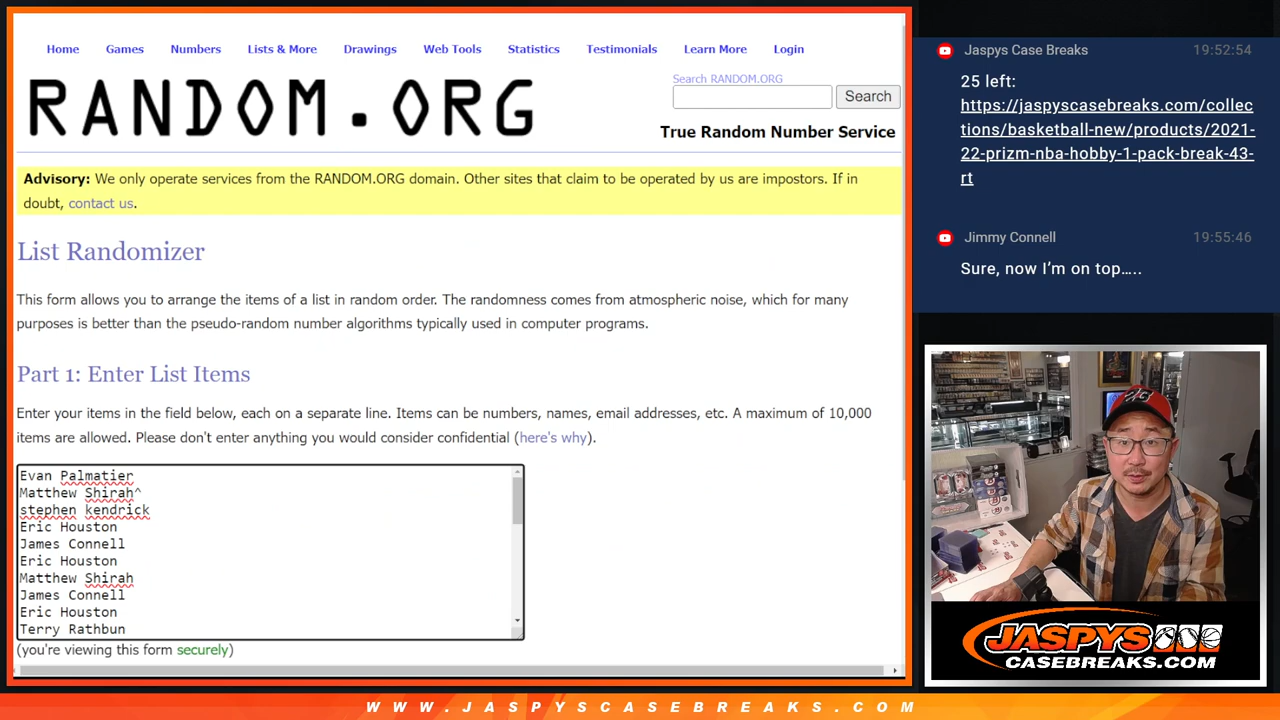 Home Games Numbers Lists & More Drawings Web Tools Statistics Testimonials Learn More Login
RANDOM.ORG
Search RANDOM.ORG
Search
True Random Number Service
Advisory: We only operate services from the RANDOM.ORG domain. Other sites that claim to be operated by us are impostors. If in
doubt, contact us.
List Randomizer
This form allows you to arrange the items of a list in random order. The randomness comes from atmospheric noise, which for many
purposes is better than the pseudo-random number algorithms typically used in computer programs.
Part 1: Enter List Items
Enter your items in the field below, each on a separate line. Items can be numbers, names, email addresses, etc. A maximum of 10,000
items are allowed. Please don't enter anything you would consider confidential (here's why).
Evan Palmatier
Matthew Shirah^
stephen kendrick
Eric Houston
James Connell
Eric Houston
Matthew Shirah
James Connell
Eric Houston
Terry Rathbun
(you're viewing this form securely)
Jaspys Case Breaks 19:52:54
25 left:
https://jaspyscasebreaks.com/collec
tions/basketball-new/products/2021-
22-prizm-nba-hobby-1-pack-break-43-
rt
Jimmy Connell 19:55:46
Sure, now I'm on top.....
JASPYS
CASEBREAKS.COM
WWW.JASPYSCASEBREAKS.COM